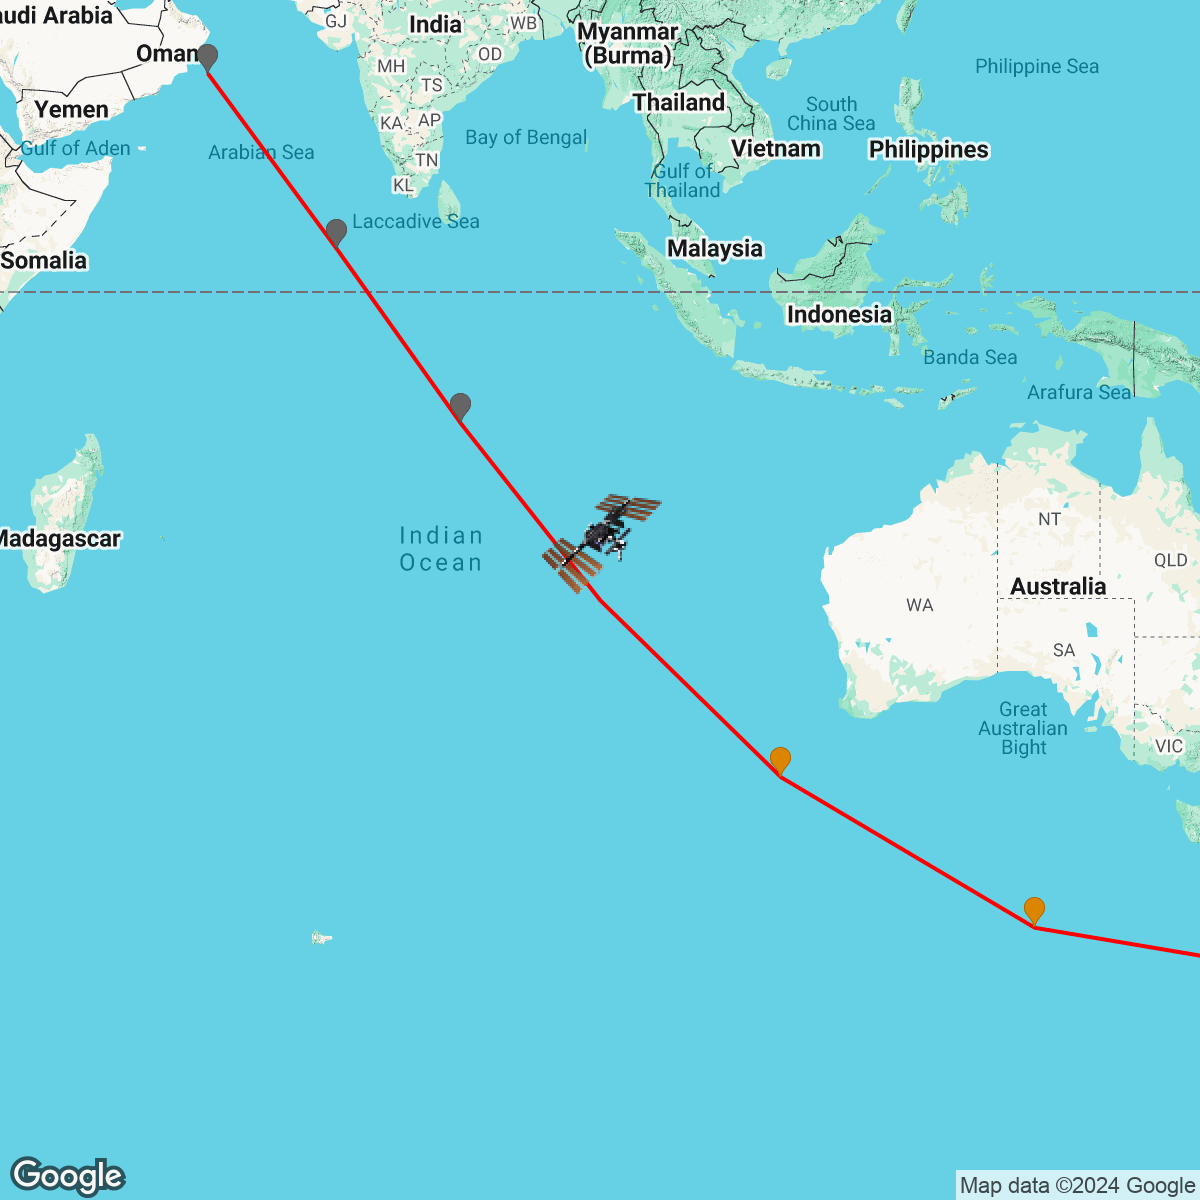 audi Arabia
GJ
India
WB
Myanmar
(Burma)
Oman
OD
MH
Philippine Sea
TS
Yemen
Thailand
South
China Sea
KA
AP
Bay of Bengal
Gulf of Aden
Arabian Sea
TN
Vietnam
Philippines
KL
Gulf of
Thailand
Laccadive Sea
Malaysia
Somalia
Indonesia
Banda Sea
Arafura Sea
Madagascar
Indian
Ocean
NT
QLD
Australia
WA
SA
Great
Australian
Bight
VIC
Google
Map data ©2024 Google